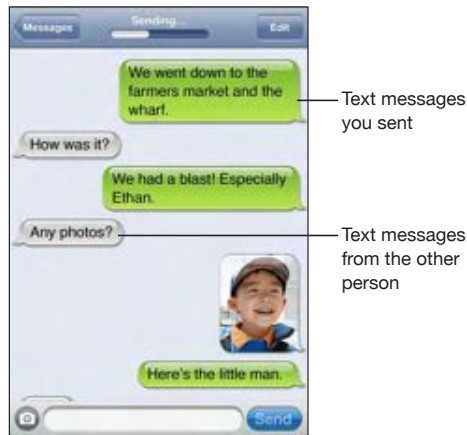 Messages
Sending...
Edit
We went down to the
farmers market and the
wharf.
Text messages
you sent
How was it?
We had a blast! Especially
Ethan.
Any photos?
Text messages
from the other
person
Here's the little man.
Send